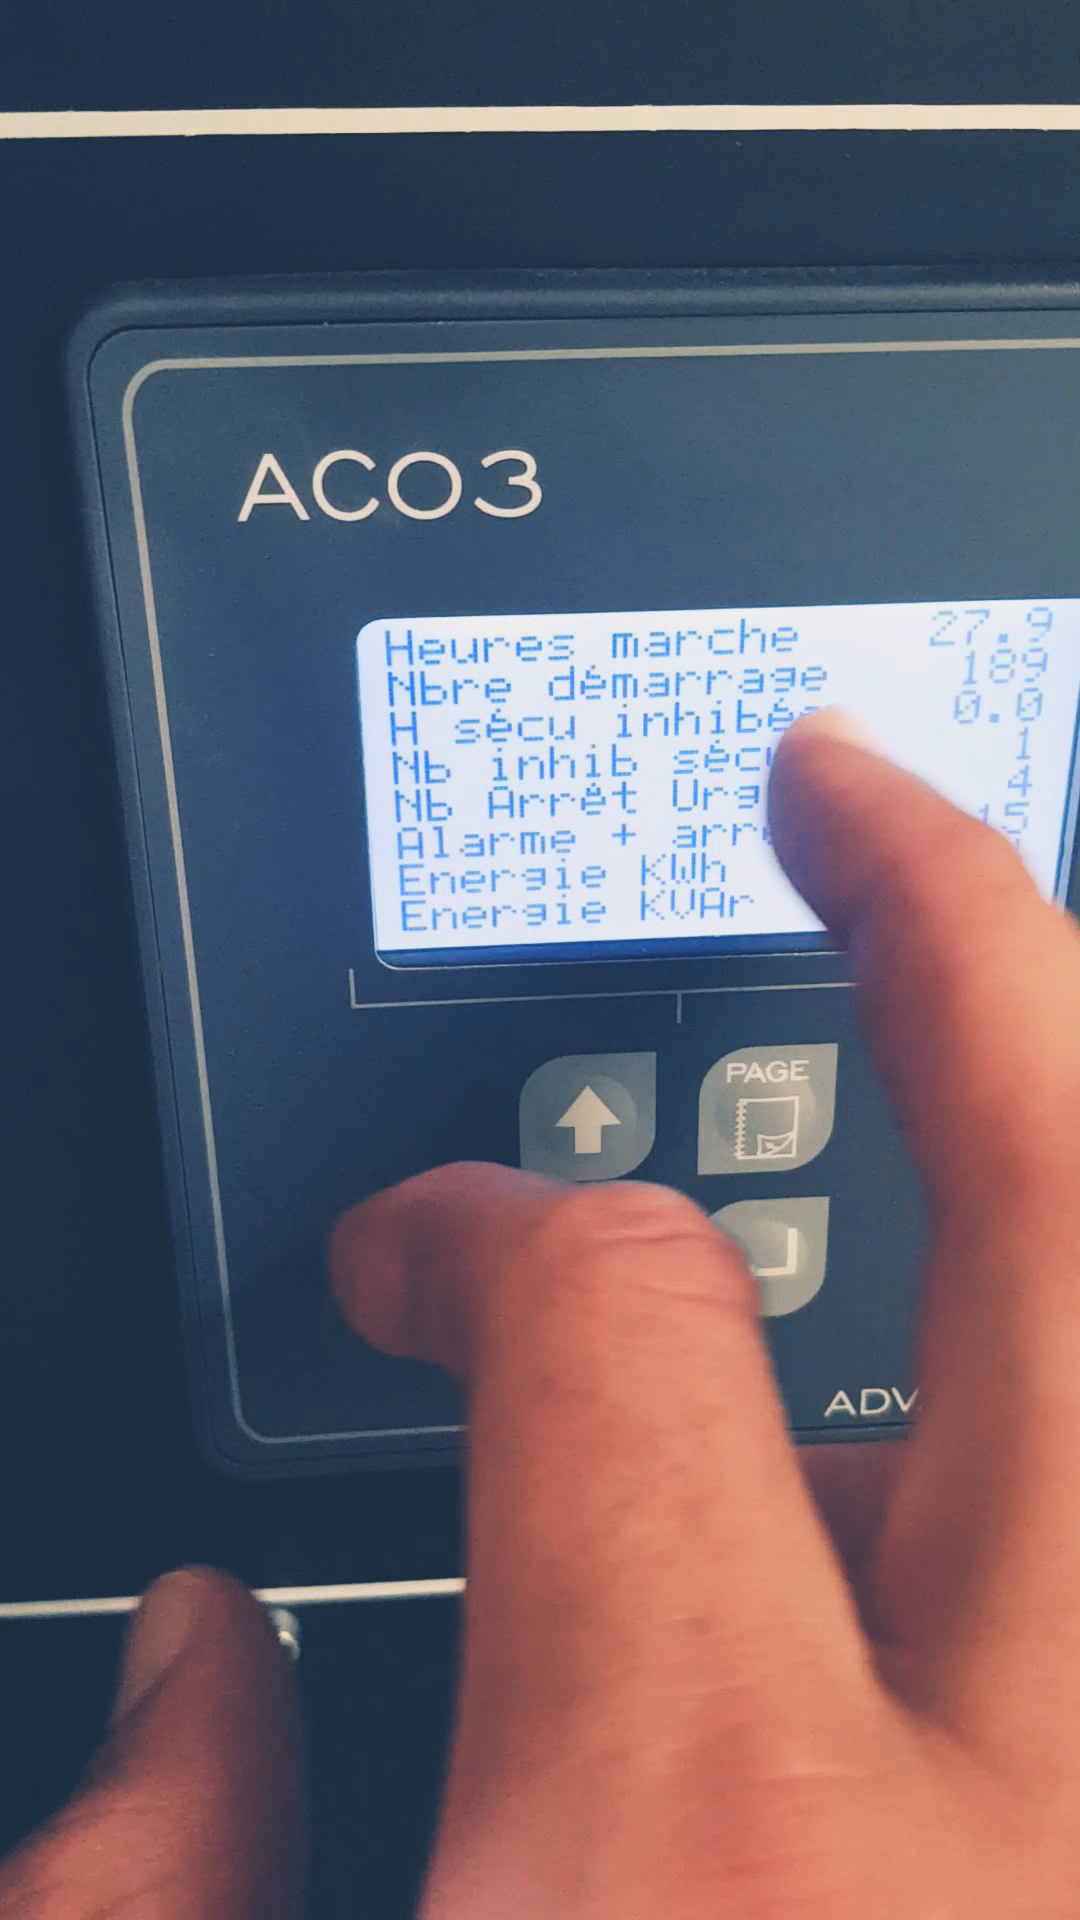 ACO3
Heures marche 27.9
Nbre démarrage 189
H sécu inhibée 0.0
Nb inhib sécu 1
Nb Arrêt Urg 4
Alarme + arr 15
Energie KWh
Energie KVAr
PAGE
ADV